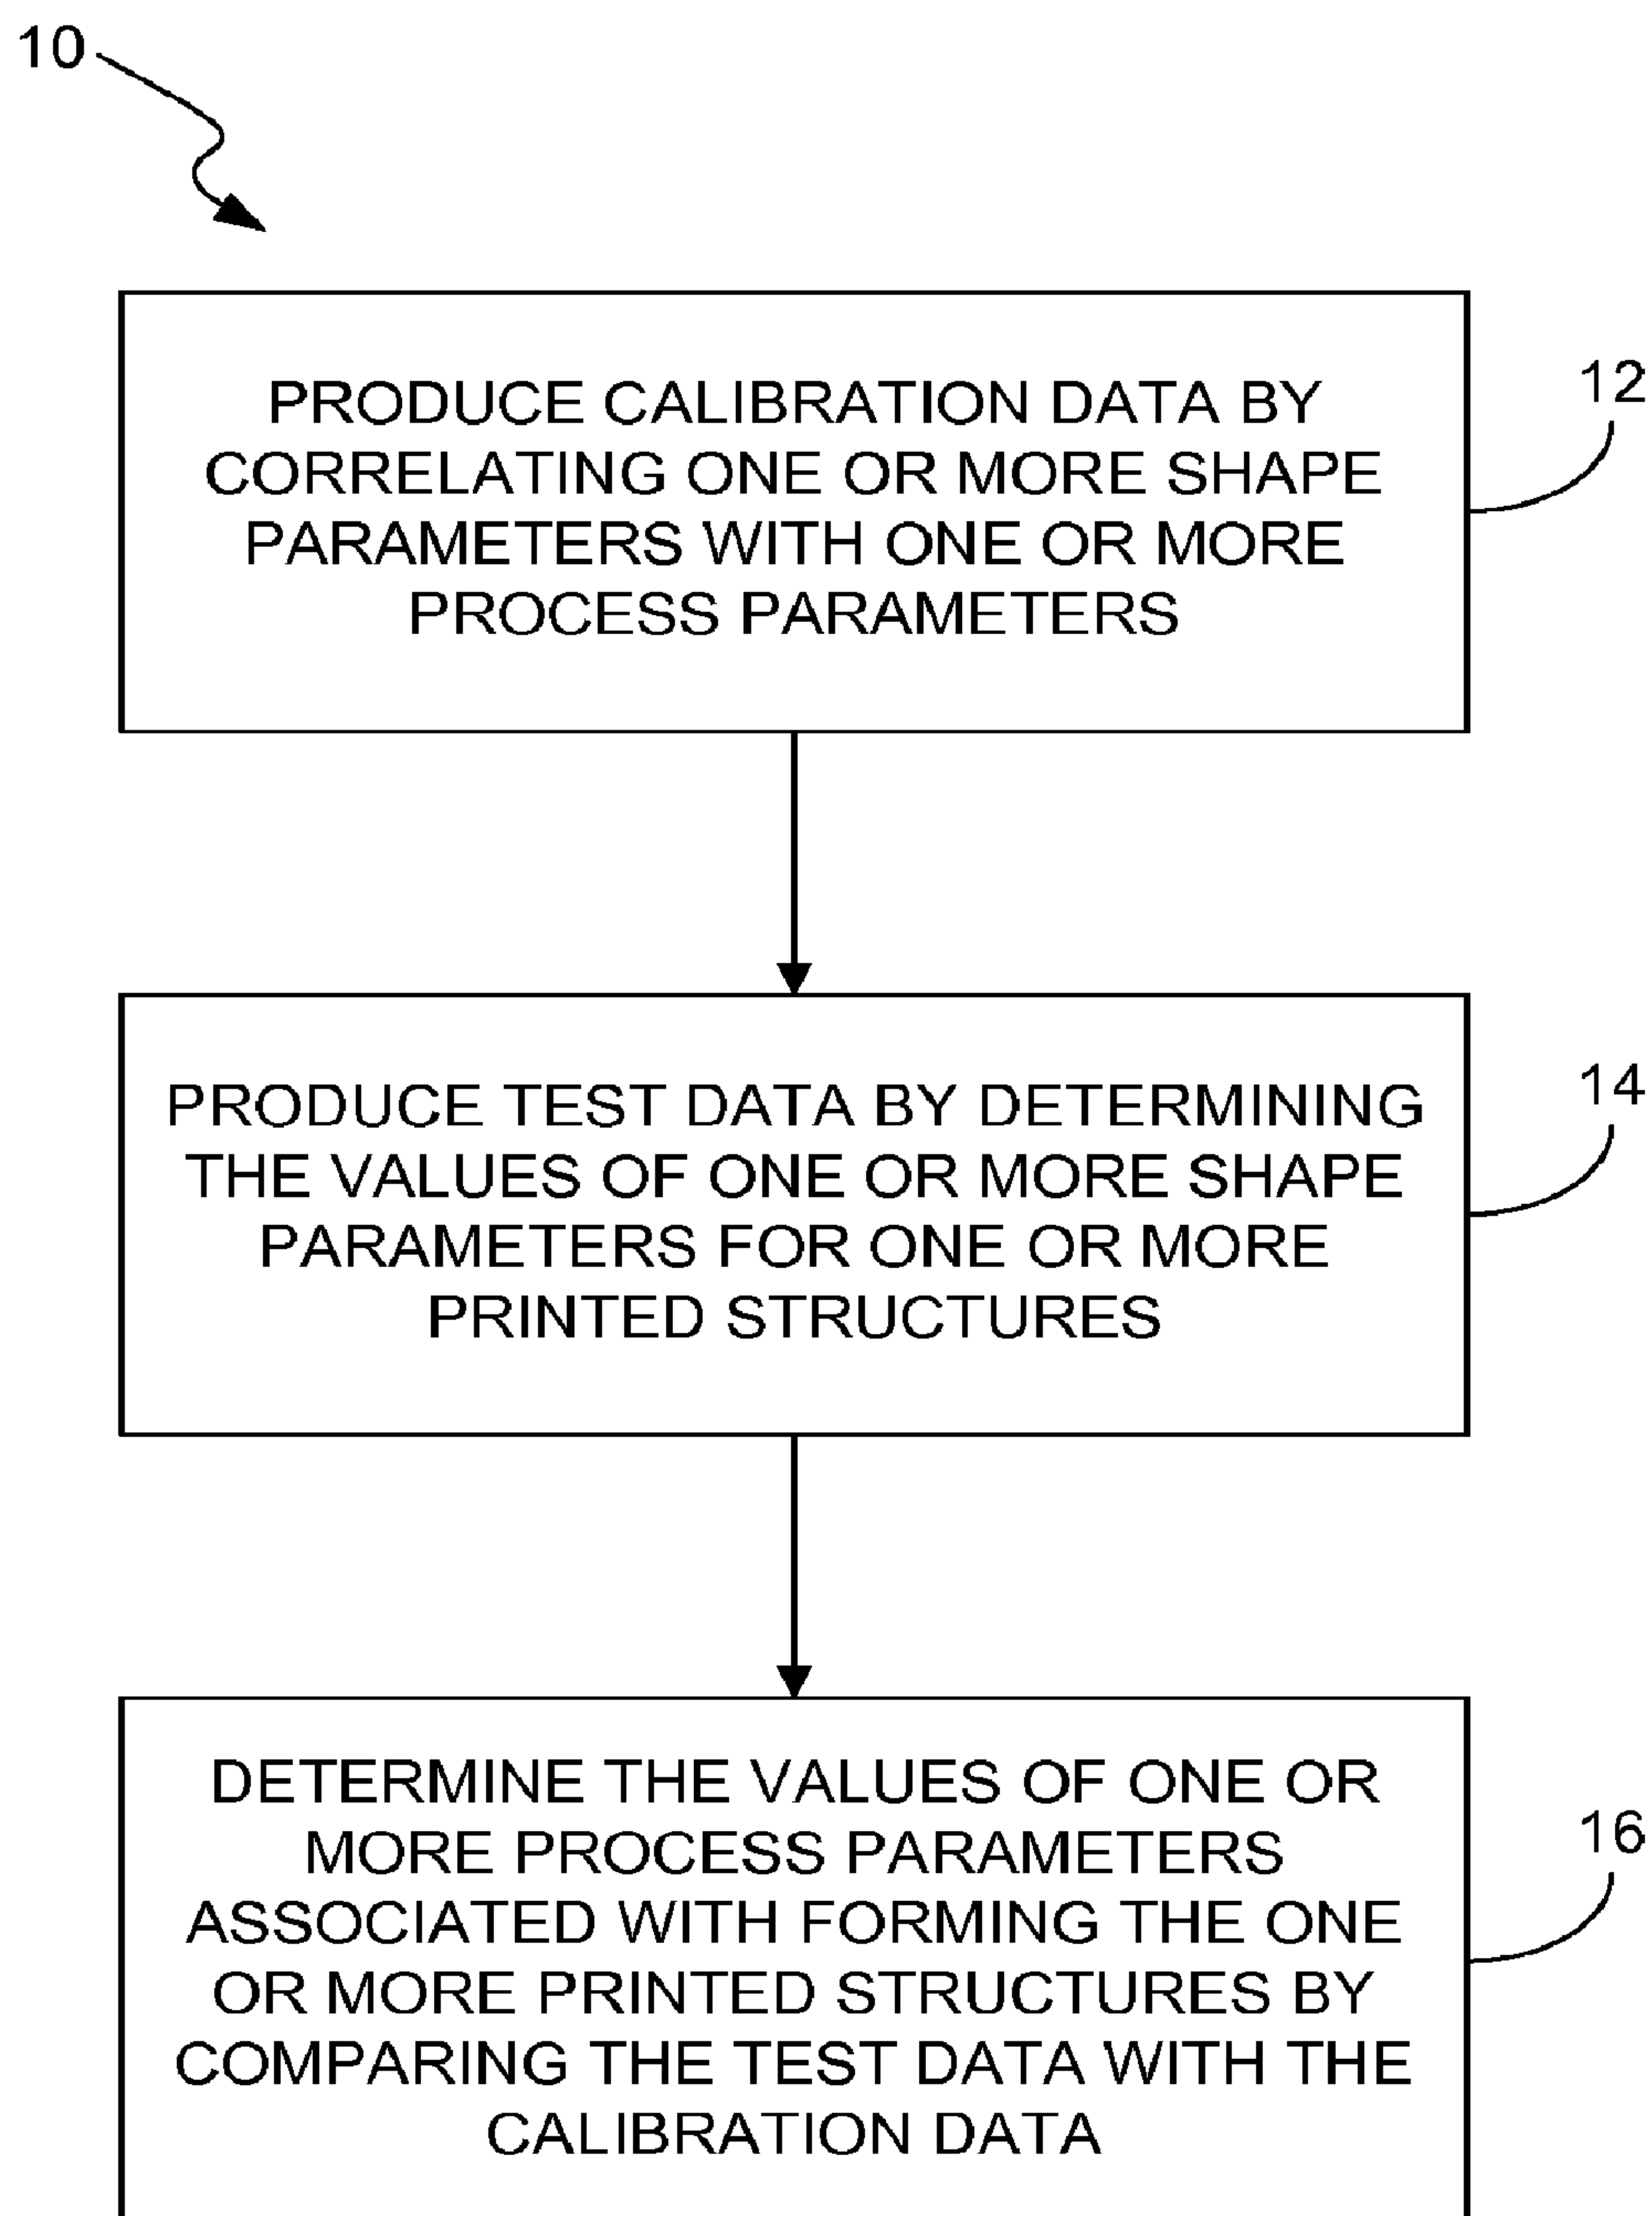 10
PRODUCE CALIBRATION DATA BY
CORRELATING ONE OR MORE SHAPE
PARAMETERS WITH ONE OR MORE
PROCESS PARAMETERS
12
PRODUCE TEST DATA BY DETERMINING
THE VALUES OF ONE OR MORE SHAPE
PARAMETERS FOR ONE OR MORE
PRINTED STRUCTURES
14
DETERMINE THE VALUES OF ONE OR
MORE PROCESS PARAMETERS
ASSOCIATED WITH FORMING THE ONE
OR MORE PRINTED STRUCTURES BY
COMPARING THE TEST DATA WITH THE
CALIBRATION DATA
16